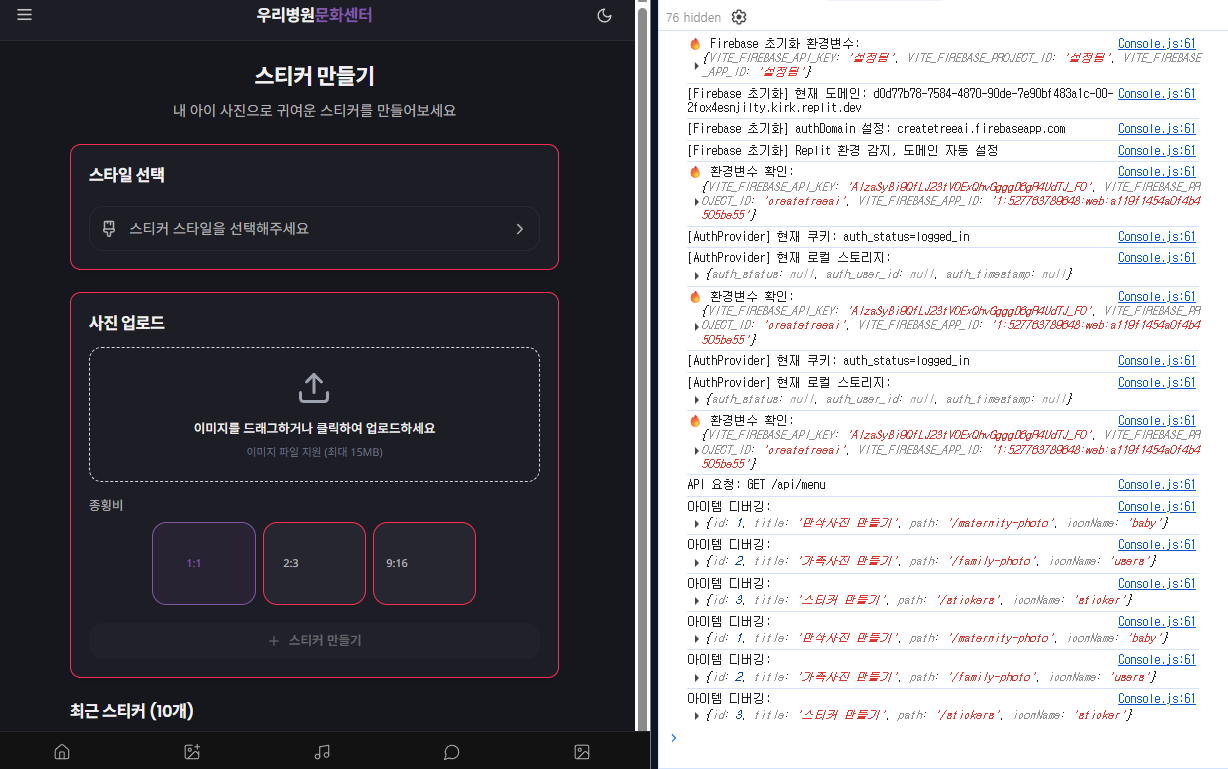 우리병원문화센터
스티커 만들기
내 아이 사진으로 귀여운 스티커를 만들어보세요
스타일 선택
스티커 스타일을 선택해주세요
사진 업로드
이미지를 드래그하거나 클릭하여 업로드하세요
이미지 파일 지원 (최대 15MB)
종횡비
1:1
2:3
9:16
스티커 만들기
최근 스티커 (10개)
76 hidden
Firebase 초기화 환경변수:
Console.js:61
{VITE_FIREBASE_API_KEY: '설정됨', VITE_FIREBASE_PROJECT_ID: '설정됨', VITE_FIREBASE
_APP_ID: '설정됨'}
[Firebase 초기화] 현재 도메인: d0d77b78-7584-4870-90de-7e90bf483a1c-00-
Console.js:61
2fox4esnjilty.kirk.replit.dev
[Firebase 초기화] authDomain 설정: createtreeai.firebaseapp.com
Console.js:61
[Firebase 초기화] Replit 환경 감지, 도메인 자동 설정
Console.js:61
환경변수 확인:
Console.js:61
{VITE_FIREBASE_API_KEY: VITE_FIREBASE_PR
OJECT_ID: 'createtreeai', VITE_FIREBASE_APP_ID:
[AuthProvider] 현재 쿠키: auth_status=logged_in
Console.js:61
[AuthProvider] 현재 로컬 스토리지:
Console.js:61
{auth_status: null, auth_user_id: null, auth_timestamp: null}
환경변수 확인:
Console.js:61
{VITE_FIREBASE_API_KEY: VITE_FIREBASE_PR
OJECT_ID: 'createtreeai', VITE_FIREBASE_APP_ID:
[AuthProvider] 현재 쿠키: auth_status=logged_in
Console.js:61
[AuthProvider] 현재 로컬 스토리지:
Console.js:61
{auth_status: null, auth_user_id: null, auth_timestamp: null}
환경변수 확인:
Console.js:61
{VITE_FIREBASE_API_KEY: VITE_FIREBASE_PR
OJECT_ID: 'createtreeai', VITE_FIREBASE_APP_ID:
API 요청: GET /api/menu
Console.js:61
아이템 디버깅:
Console.js:61
{id: 1, title: '만삭사진 만들기', path: '/maternity-photo', iconName: 'baby'}
아이템 디버깅:
Console.js:61
{id: 2, title: '가족사진 만들기', path: '/family-photo', iconName: 'users'}
아이템 디버깅:
Console.js:61
{id: 3, title: '스티커 만들기', path: '/stickers', iconName: 'sticker'}
아이템 디버깅:
Console.js:61
{id: 1, title: '만삭사진 만들기', path: '/maternity-photo', iconName: 'baby'}
아이템 디버깅:
Console.js:61
{id: 2, title: '가족사진 만들기', path: '/family-photo', iconName: 'users'}
아이템 디버깅:
Console.js:61
{id: 3, title: '스티커 만들기', path: '/stickers', iconName: 'sticker'}